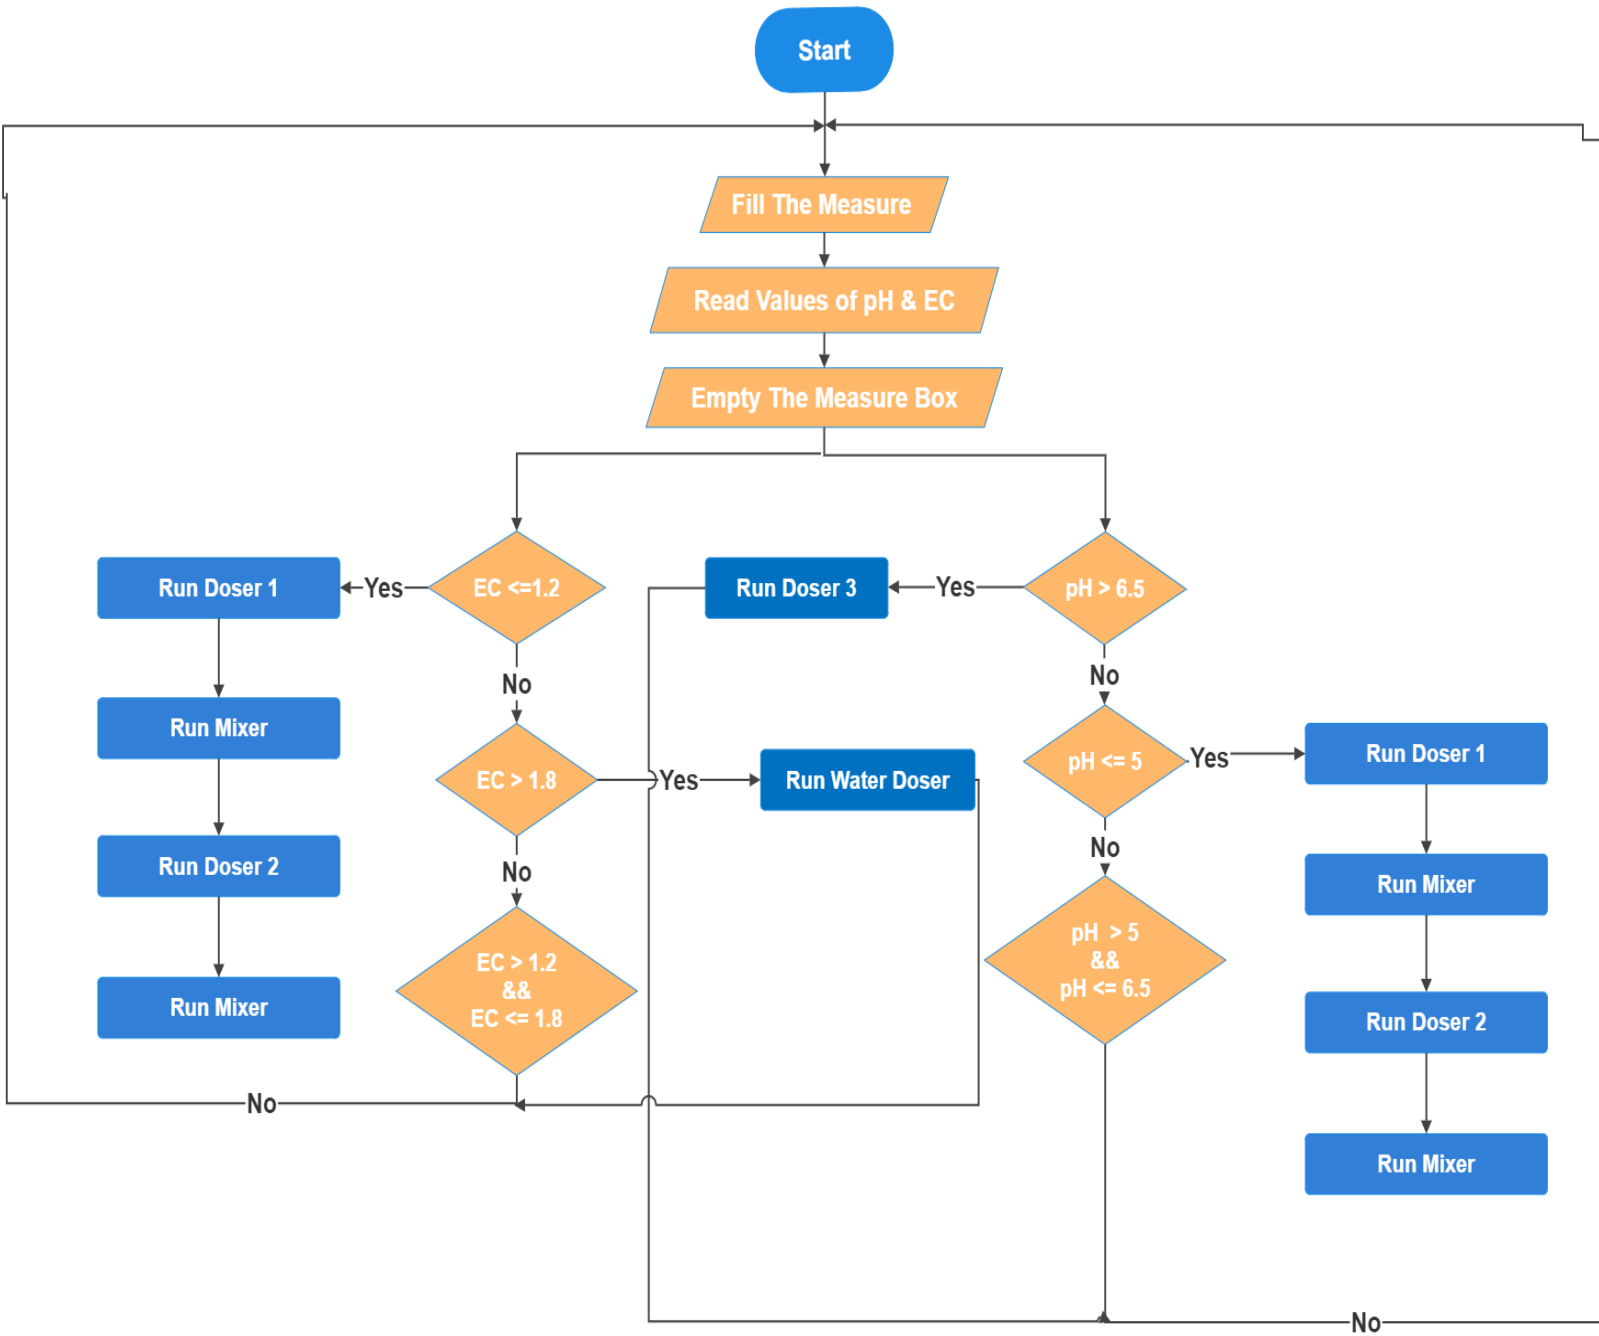 Start
Fill The Measure
Read Values of pH & EC
Empty The Measure Box
Run Doser 1
Yes
EC <=1.2
Run Doser 3
Yes
pH > 6.5
No
No
Run Mixer
EC > 1.8
Yes
Run Water Doser
pH <= 5
Yes
Run Doser 1
No
No
Run Doser 2
Run Mixer
EC > 1.2
&&
EC <= 1.8
pH > 5
&&
pH <= 6.5
Run Mixer
Run Doser 2
No
Run Mixer
No